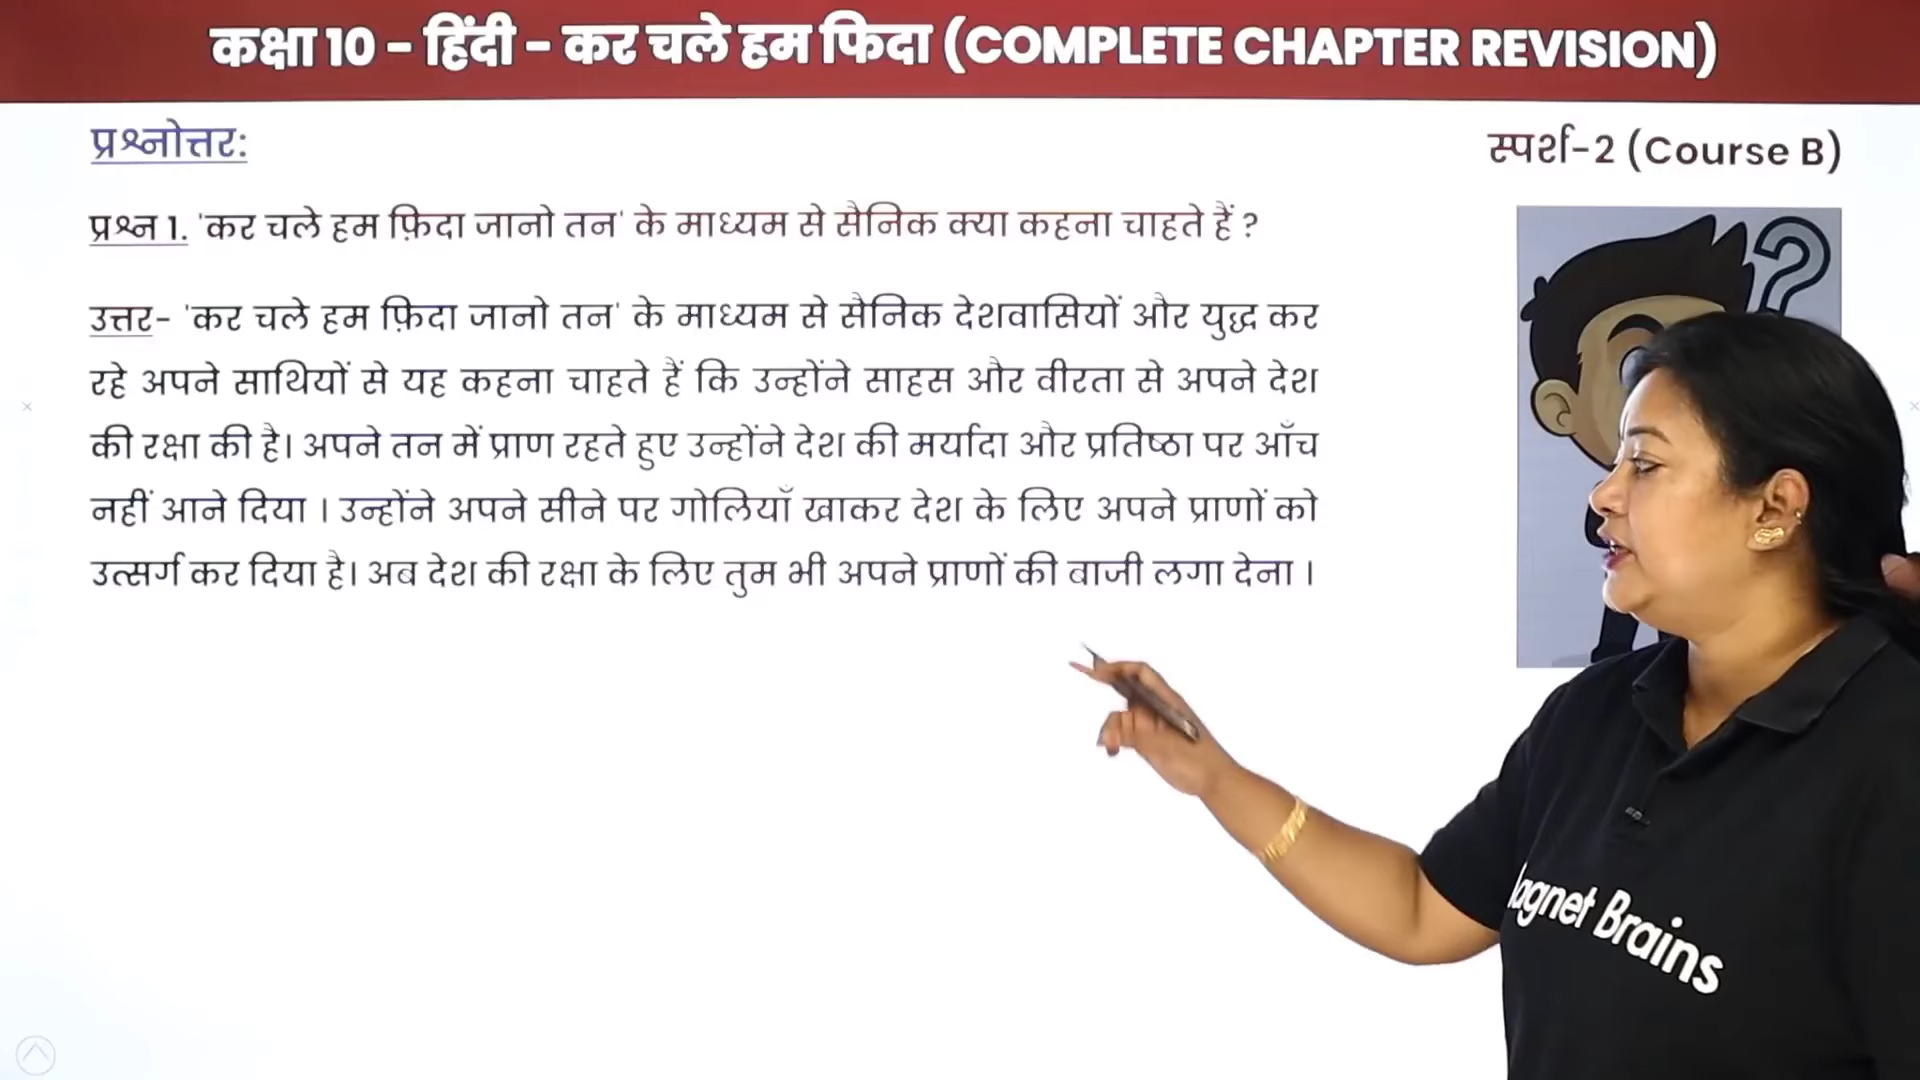 कक्षा 10 - हिंदी - कर चले हम फिदा (COMPLETE CHAPTER REVISION)
प्रश्नोत्तर:
स्पर्श-2 (Course B)
प्रश्न 1. 'कर चले हम फ़िदा जानो तन' के माध्यम से सैनिक क्या कहना चाहते हैं ?
उत्तर- 'कर चले हम फ़िदा जानो तन' के माध्यम से सैनिक देशवासियों और युद्ध कर
रहे अपने साथियों से यह कहना चाहते हैं कि उन्होंने साहस और वीरता से अपने देश
की रक्षा की है। अपने तन में प्राण रहते हुए उन्होंने देश की मर्यादा और प्रतिष्ठा पर आँच
नहीं आने दिया । उन्होंने अपने सीने पर गोलियाँ खाकर देश के लिए अपने प्राणों को
उत्सर्ग कर दिया है। अब देश की रक्षा के लिए तुम भी अपने प्राणों की बाजी लगा देना ।
?
agnet Brains